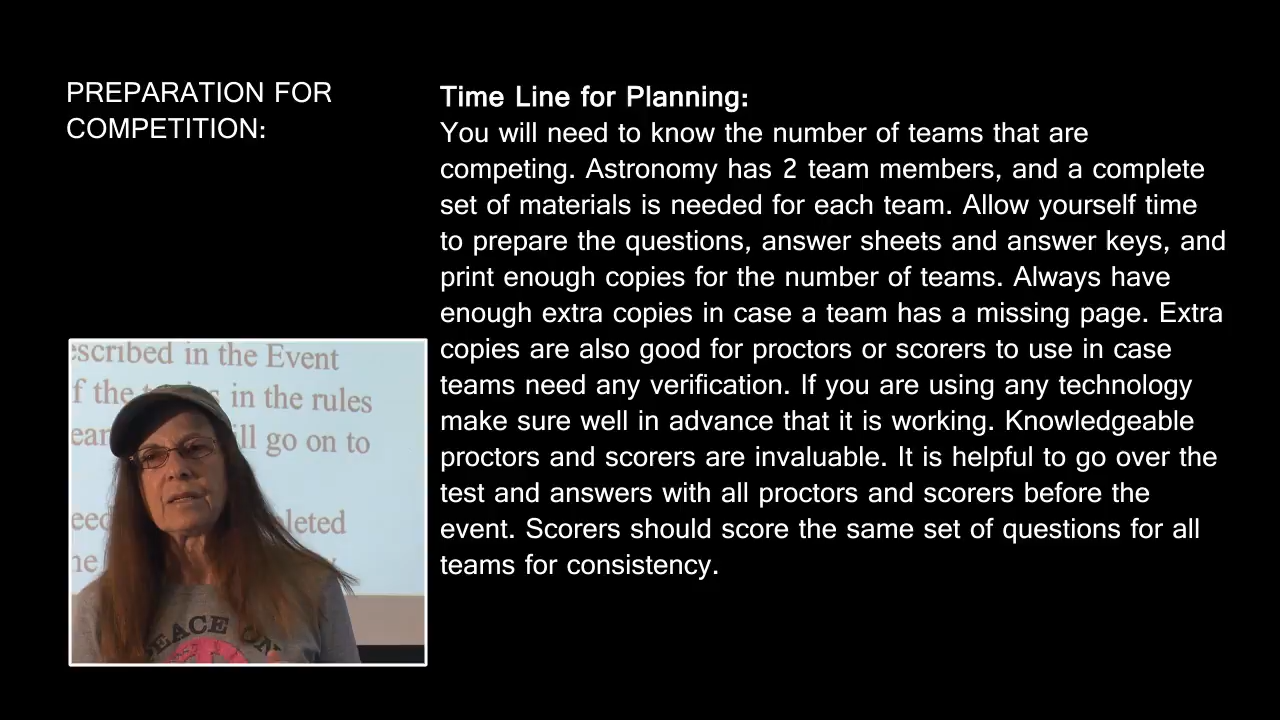 PREPARATION FOR
COMPETITION:
Time Line for Planning:
You will need to know the number of teams that are
competing. Astronomy has 2 team members, and a complete
set of materials is needed for each team. Allow yourself time
to prepare the questions, answer sheets and answer keys, and
print enough copies for the number of teams. Always have
enough extra copies in case a team has a missing page. Extra
copies are also good for proctors or scorers to use in case
teams need any verification. If you are using any technology
make sure well in advance that it is working. Knowledgeable
proctors and scorers are invaluable. It is helpful to go over the
test and answers with all proctors and scorers before the
event. Scorers should score the same set of questions for all
teams for consistency.
escribed in the Event
f the in the rules
ll go on to
pleted
PEACE ON